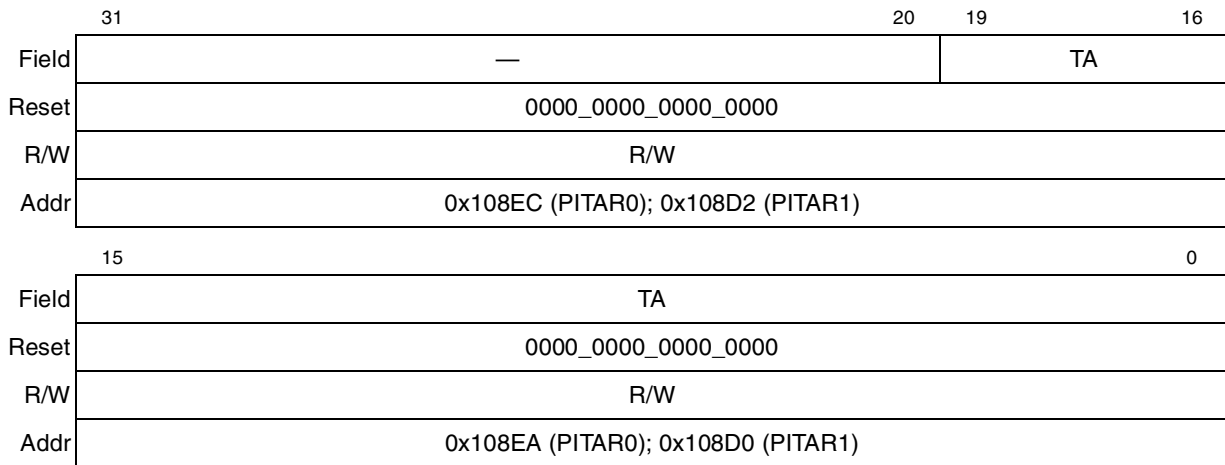 31 20 19 16
Field — TA
Reset 0000_0000_0000_0000
R/W R/W
Addr 0x108EC (PITAR0); 0x108D2 (PITAR1)
15 0
Field TA
Reset 0000_0000_0000_0000
R/W R/W
Addr 0x108EA (PITAR0); 0x108D0 (PITAR1)